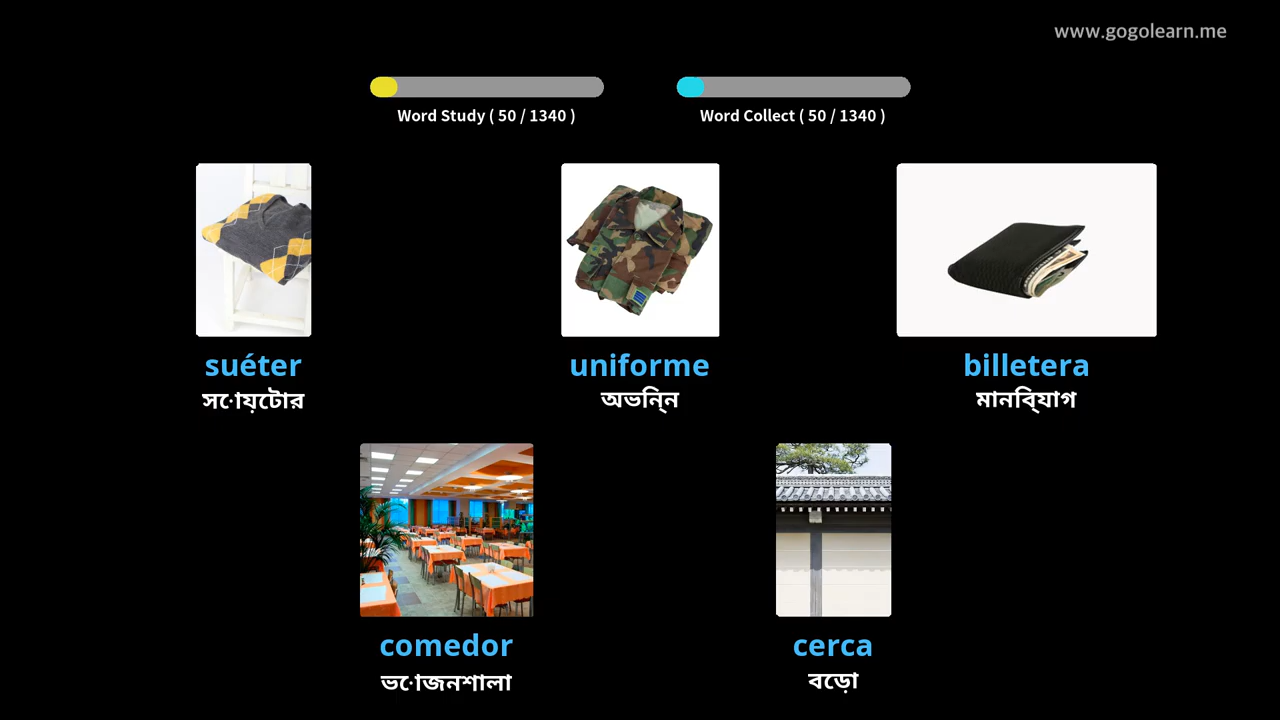 www.gogolearn.me
Word Study ( 50 / 1340 )
Word Collect ( 50 / 1340 )
suéter
uniforme
billetera
সোয়েটার
অভিন্ন
মানিব্যাগ
comedor
cerca
ভোজনশালা
বেড়া